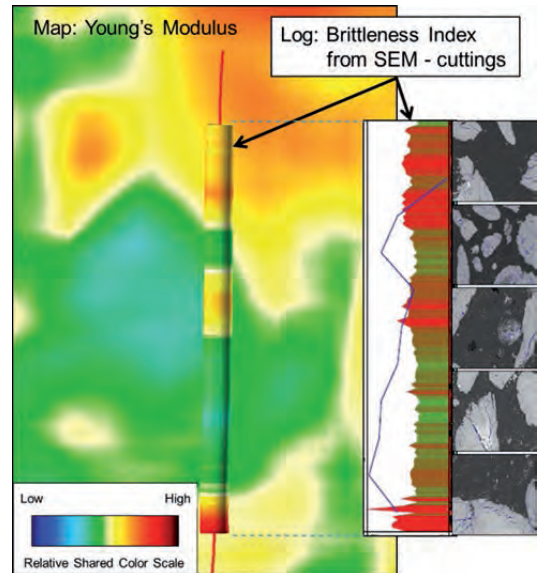 Map: Young's Modulus
Log: Brittleness Index
from SEM - cuttings
Low High
Relative Shared Color Scale